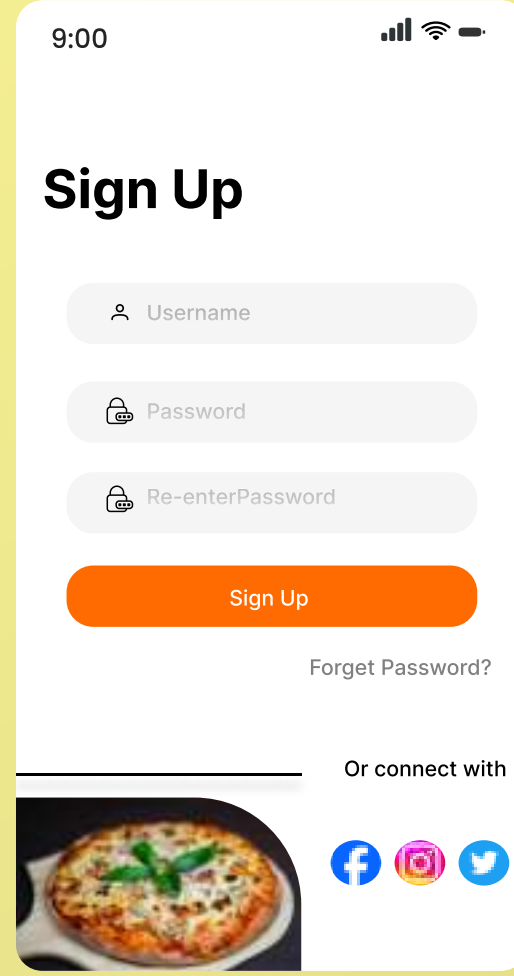 9:00
Sign Up
Username
Password
Re-enterPassword
Sign Up
Forget Password?
Or connect with